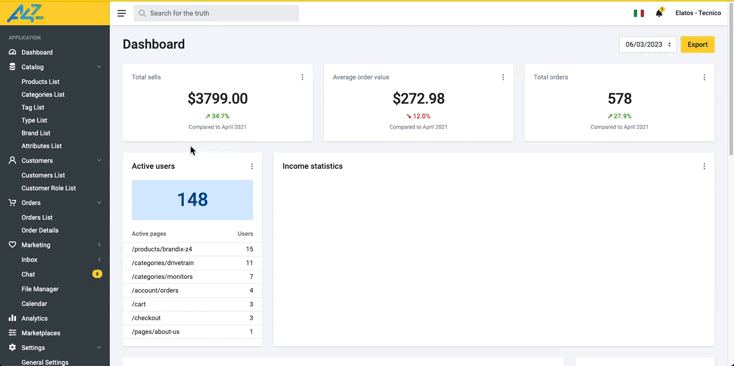 A4Z
Search for the truth
3
Elatos - Tecnico
APPLICATION
Dashboard
Catalog
Products List
Categories List
Tag List
Type List
Brand List
Attributes List
Customers
Customers List
Customer Role List
Orders
Orders List
Order Details
Marketing
Inbox
Chat
8
File Manager
Calendar
Analytics
Marketplaces
Settings
General Settings
Dashboard
06/03/2023
Export
Total sells
$3799.00
34.7%
Compared to April 2021
Average order value
$272.98
12.0%
Compared to April 2021
Total orders
578
27.9%
Compared to April 2021
Active users
148
Active pages Users
/products/brandix-z4 15
/categories/drivetrain 11
/categories/monitors 7
/account/orders 4
/cart 3
/checkout 3
/pages/about-us 1
Income statistics